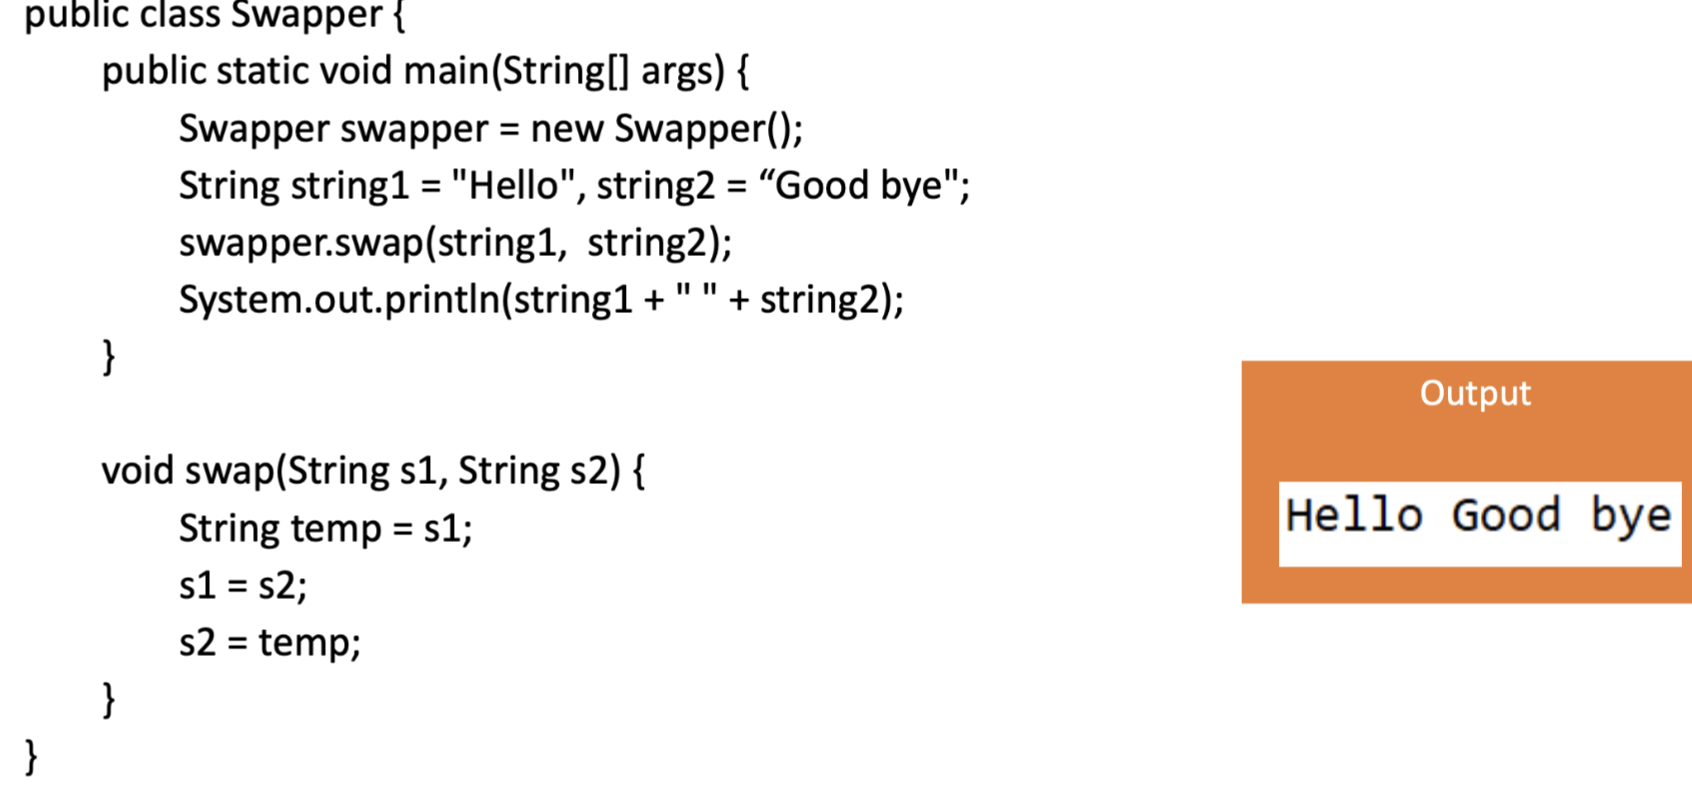 public class Swapper {
public static void main(String[] args) {
Swapper swapper = new Swapper();
String string1 = "Hello", string2 = “Good bye";
swapper.swap(string1,  string2);
System.out.println(string1 + " " + string2);
}
void swap(String s1, String s2) {
String temp = s1;
s1 = s2;
s2 = temp;
}
}
Output
Hello Good bye